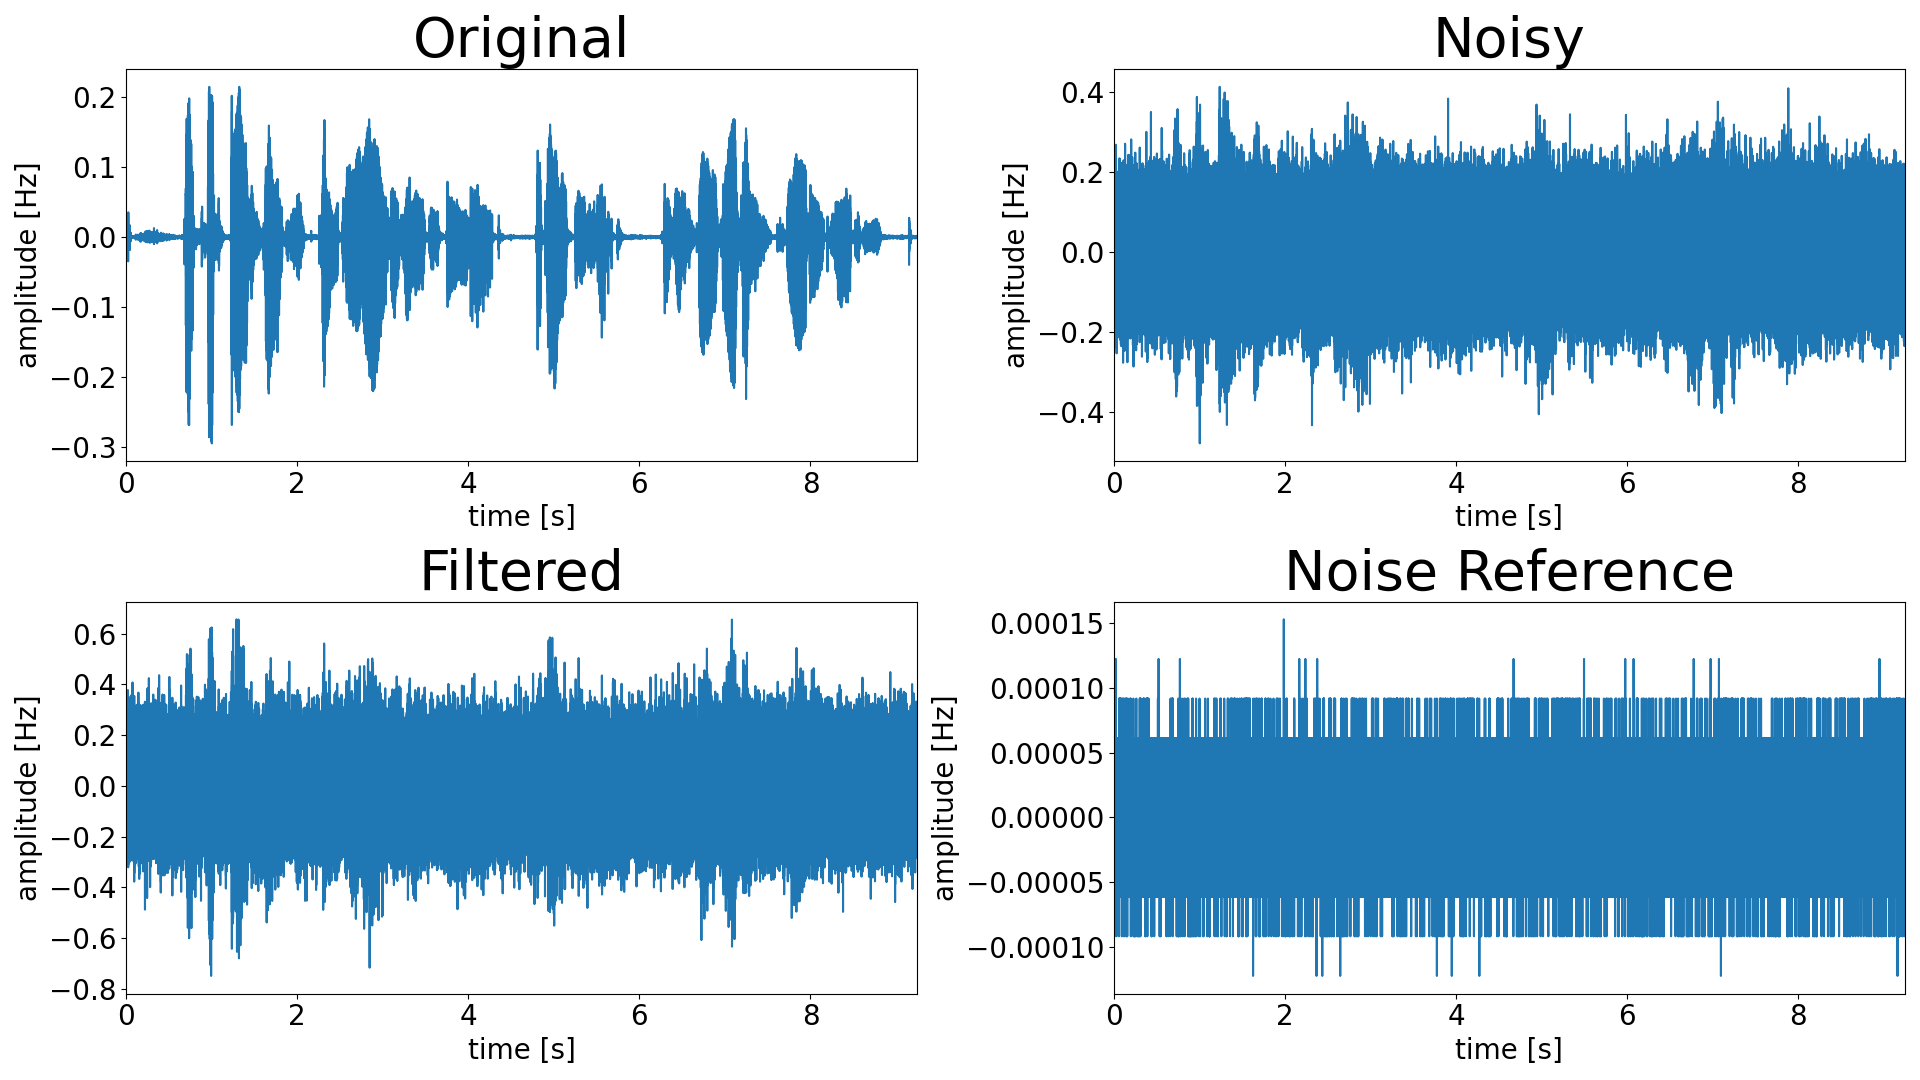 Original
0.2
0.1
0.0
−0.1
−0.2
−0.3
amplitude [Hz]
0 2 4 6 8
time [s]
Noisy
0.4
0.2
0.0
−0.2
−0.4
amplitude [Hz]
0 2 4 6 8
time [s]
Filtered
0.6
0.4
0.2
0.0
−0.2
−0.4
−0.6
−0.8
amplitude [Hz]
0 2 4 6 8
time [s]
Noise Reference
0.00015
0.00010
0.00005
0.00000
−0.00005
−0.00010
amplitude [Hz]
0 2 4 6 8
time [s]